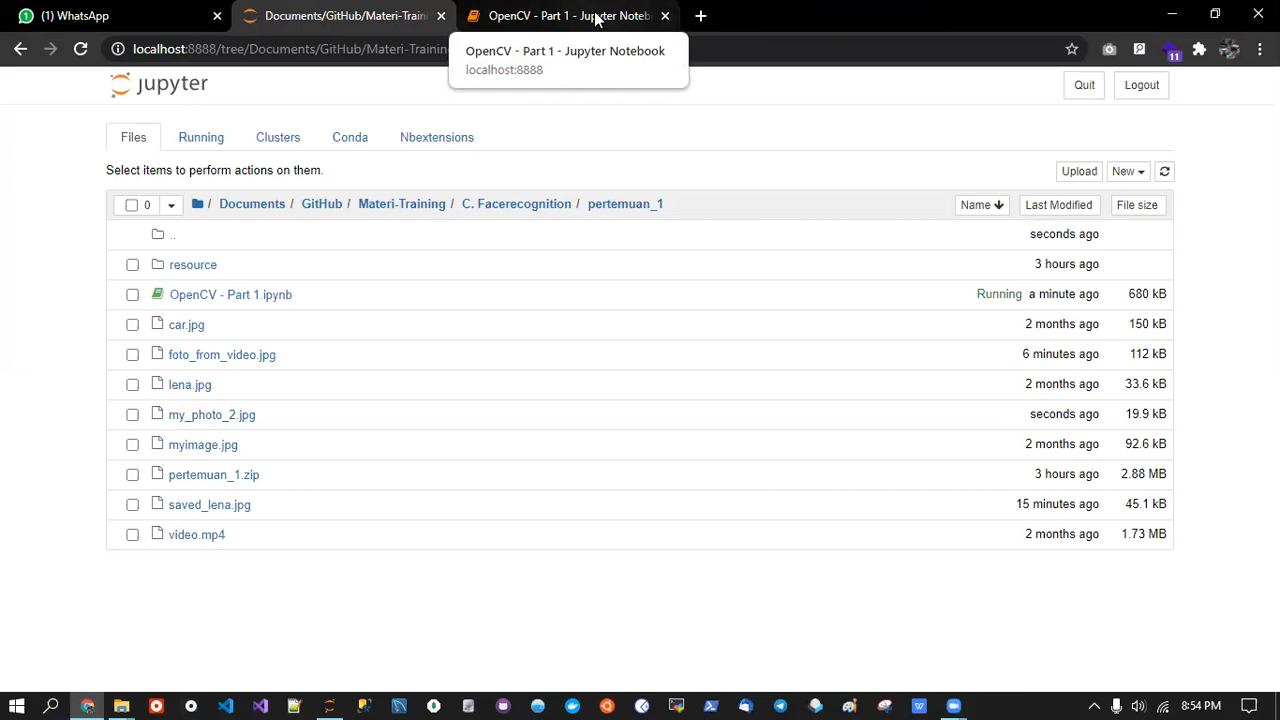 (1) WhatsApp
Documents/GitHub/Materi-Train
OpenCV - Part 1 - Jupyter Noteb
localhost:8888/tree/Documents/GitHub/Materi-Training
11
OpenCV - Part 1 - Jupyter Notebook
localhost:8888
jupyter
Quit
Logout
Files
Running
Clusters
Conda
Nbextensions
Select items to perform actions on them.
Upload
New
0
/ Documents / GitHub / Materi-Training / C. Facerecognition / pertemuan_1
Name
Last Modified
File size
..
seconds ago
resource
3 hours ago
OpenCV - Part 1.ipynb
Running a minute ago
680 kB
car.jpg
2 months ago
150 kB
foto_from_video.jpg
6 minutes ago
112 kB
lena.jpg
2 months ago
33.6 kB
my_photo_2.jpg
seconds ago
19.9 kB
myimage.jpg
2 months ago
92.6 kB
pertemuan_1.zip
3 hours ago
2.88 MB
saved_lena.jpg
15 minutes ago
45.1 kB
video.mp4
2 months ago
1.73 MB
8:54 PM